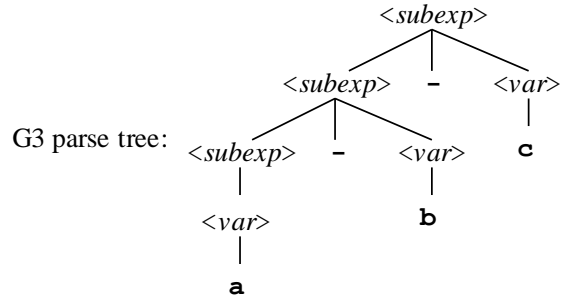 <subexp>
<subexp> - <var>
G3 parse tree: <subexp> - <var> c
<var> b
a